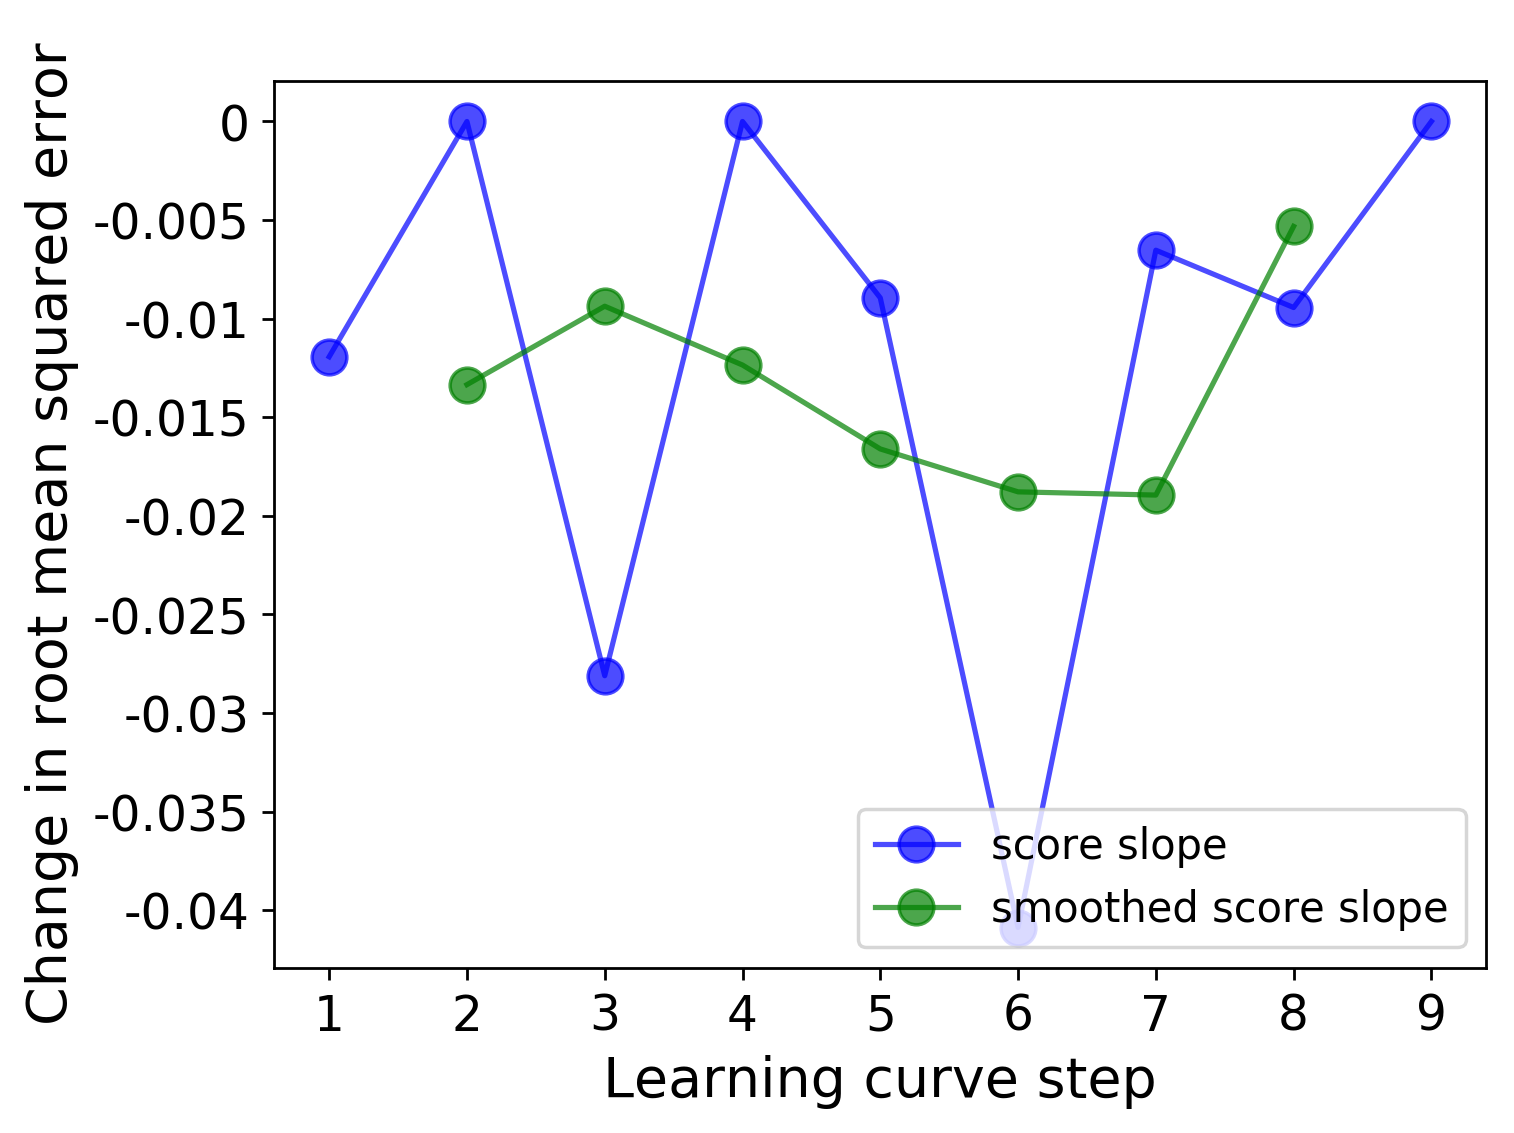 Change in root mean squared error
0
-0.005
-0.01
-0.015
-0.02
-0.025
-0.03
-0.035
-0.04
score slope
smoothed score slope
1 2 3 4 5 6 7 8 9
Learning curve step